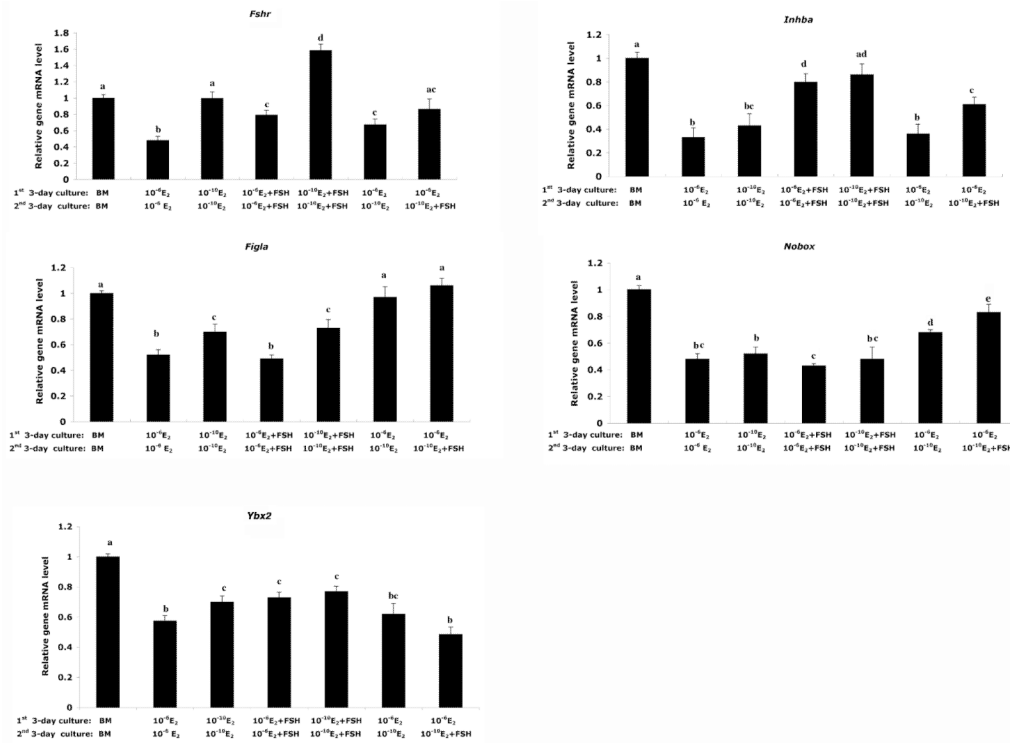 Fshr
Relative gene mRNA level
1.8
1.6
1.4
1.2
1
0.8
0.6
0.4
0.2
0
a b a c d c ac
1st 3-day culture: BM 10⁻⁶E₂ 10⁻¹⁰E₂ 10⁻⁶E₂+FSH 10⁻¹⁰E₂+FSH 10⁻⁶E₂ 10⁻⁶E₂
2nd 3-day culture: BM 10⁻⁶ E₂ 10⁻¹⁰E₂ 10⁻⁶E₂+FSH 10⁻¹⁰E₂+FSH 10⁻¹⁰E₂ 10⁻¹⁰E₂+FSH
Inhba
Relative gene mRNA level
1.2
1
0.8
0.6
0.4
0.2
0
a b bc d ad b c
1st 3-day culture: BM 10⁻⁶E₂ 10⁻¹⁰E₂ 10⁻⁶E₂+FSH 10⁻¹⁰E₂+FSH 10⁻⁶E₂ 10⁻⁶E₂
2nd 3-day culture: BM 10⁻⁶ E₂ 10⁻¹⁰E₂ 10⁻⁶E₂+FSH 10⁻¹⁰E₂+FSH 10⁻¹⁰E₂ 10⁻¹⁰E₂+FSH
Figla
Relative gene mRNA level
1.2
1
0.8
0.6
0.4
0.2
0
a b c b c a a
1st 3-day culture: BM 10⁻⁶E₂ 10⁻¹⁰E₂ 10⁻⁶E₂+FSH 10⁻¹⁰E₂+FSH 10⁻⁶E₂ 10⁻⁶E₂
2nd 3-day culture: BM 10⁻⁶ E₂ 10⁻¹⁰E₂ 10⁻⁶E₂+FSH 10⁻¹⁰E₂+FSH 10⁻¹⁰E₂ 10⁻¹⁰E₂+FSH
Nobox
Relative gene mRNA level
1.2
1
0.8
0.6
0.4
0.2
0
a bc b c bc d e
1st 3-day culture: BM 10⁻⁶E₂ 10⁻¹⁰E₂ 10⁻⁶E₂+FSH 10⁻¹⁰E₂+FSH 10⁻⁶E₂ 10⁻⁶E₂
2nd 3-day culture: BM 10⁻⁶ E₂ 10⁻¹⁰E₂ 10⁻⁶E₂+FSH 10⁻¹⁰E₂+FSH 10⁻¹⁰E₂ 10⁻¹⁰E₂+FSH
Ybx2
Relative gene mRNA level
1.2
1
0.8
0.6
0.4
0.2
0
a b c c c bc b
1st 3-day culture: BM 10⁻⁶E₂ 10⁻¹⁰E₂ 10⁻⁶E₂+FSH 10⁻¹⁰E₂+FSH 10⁻⁶E₂ 10⁻⁶E₂
2nd 3-day culture: BM 10⁻⁶ E₂ 10⁻¹⁰E₂ 10⁻⁶E₂+FSH 10⁻¹⁰E₂+FSH 10⁻¹⁰E₂ 10⁻¹⁰E₂+FSH